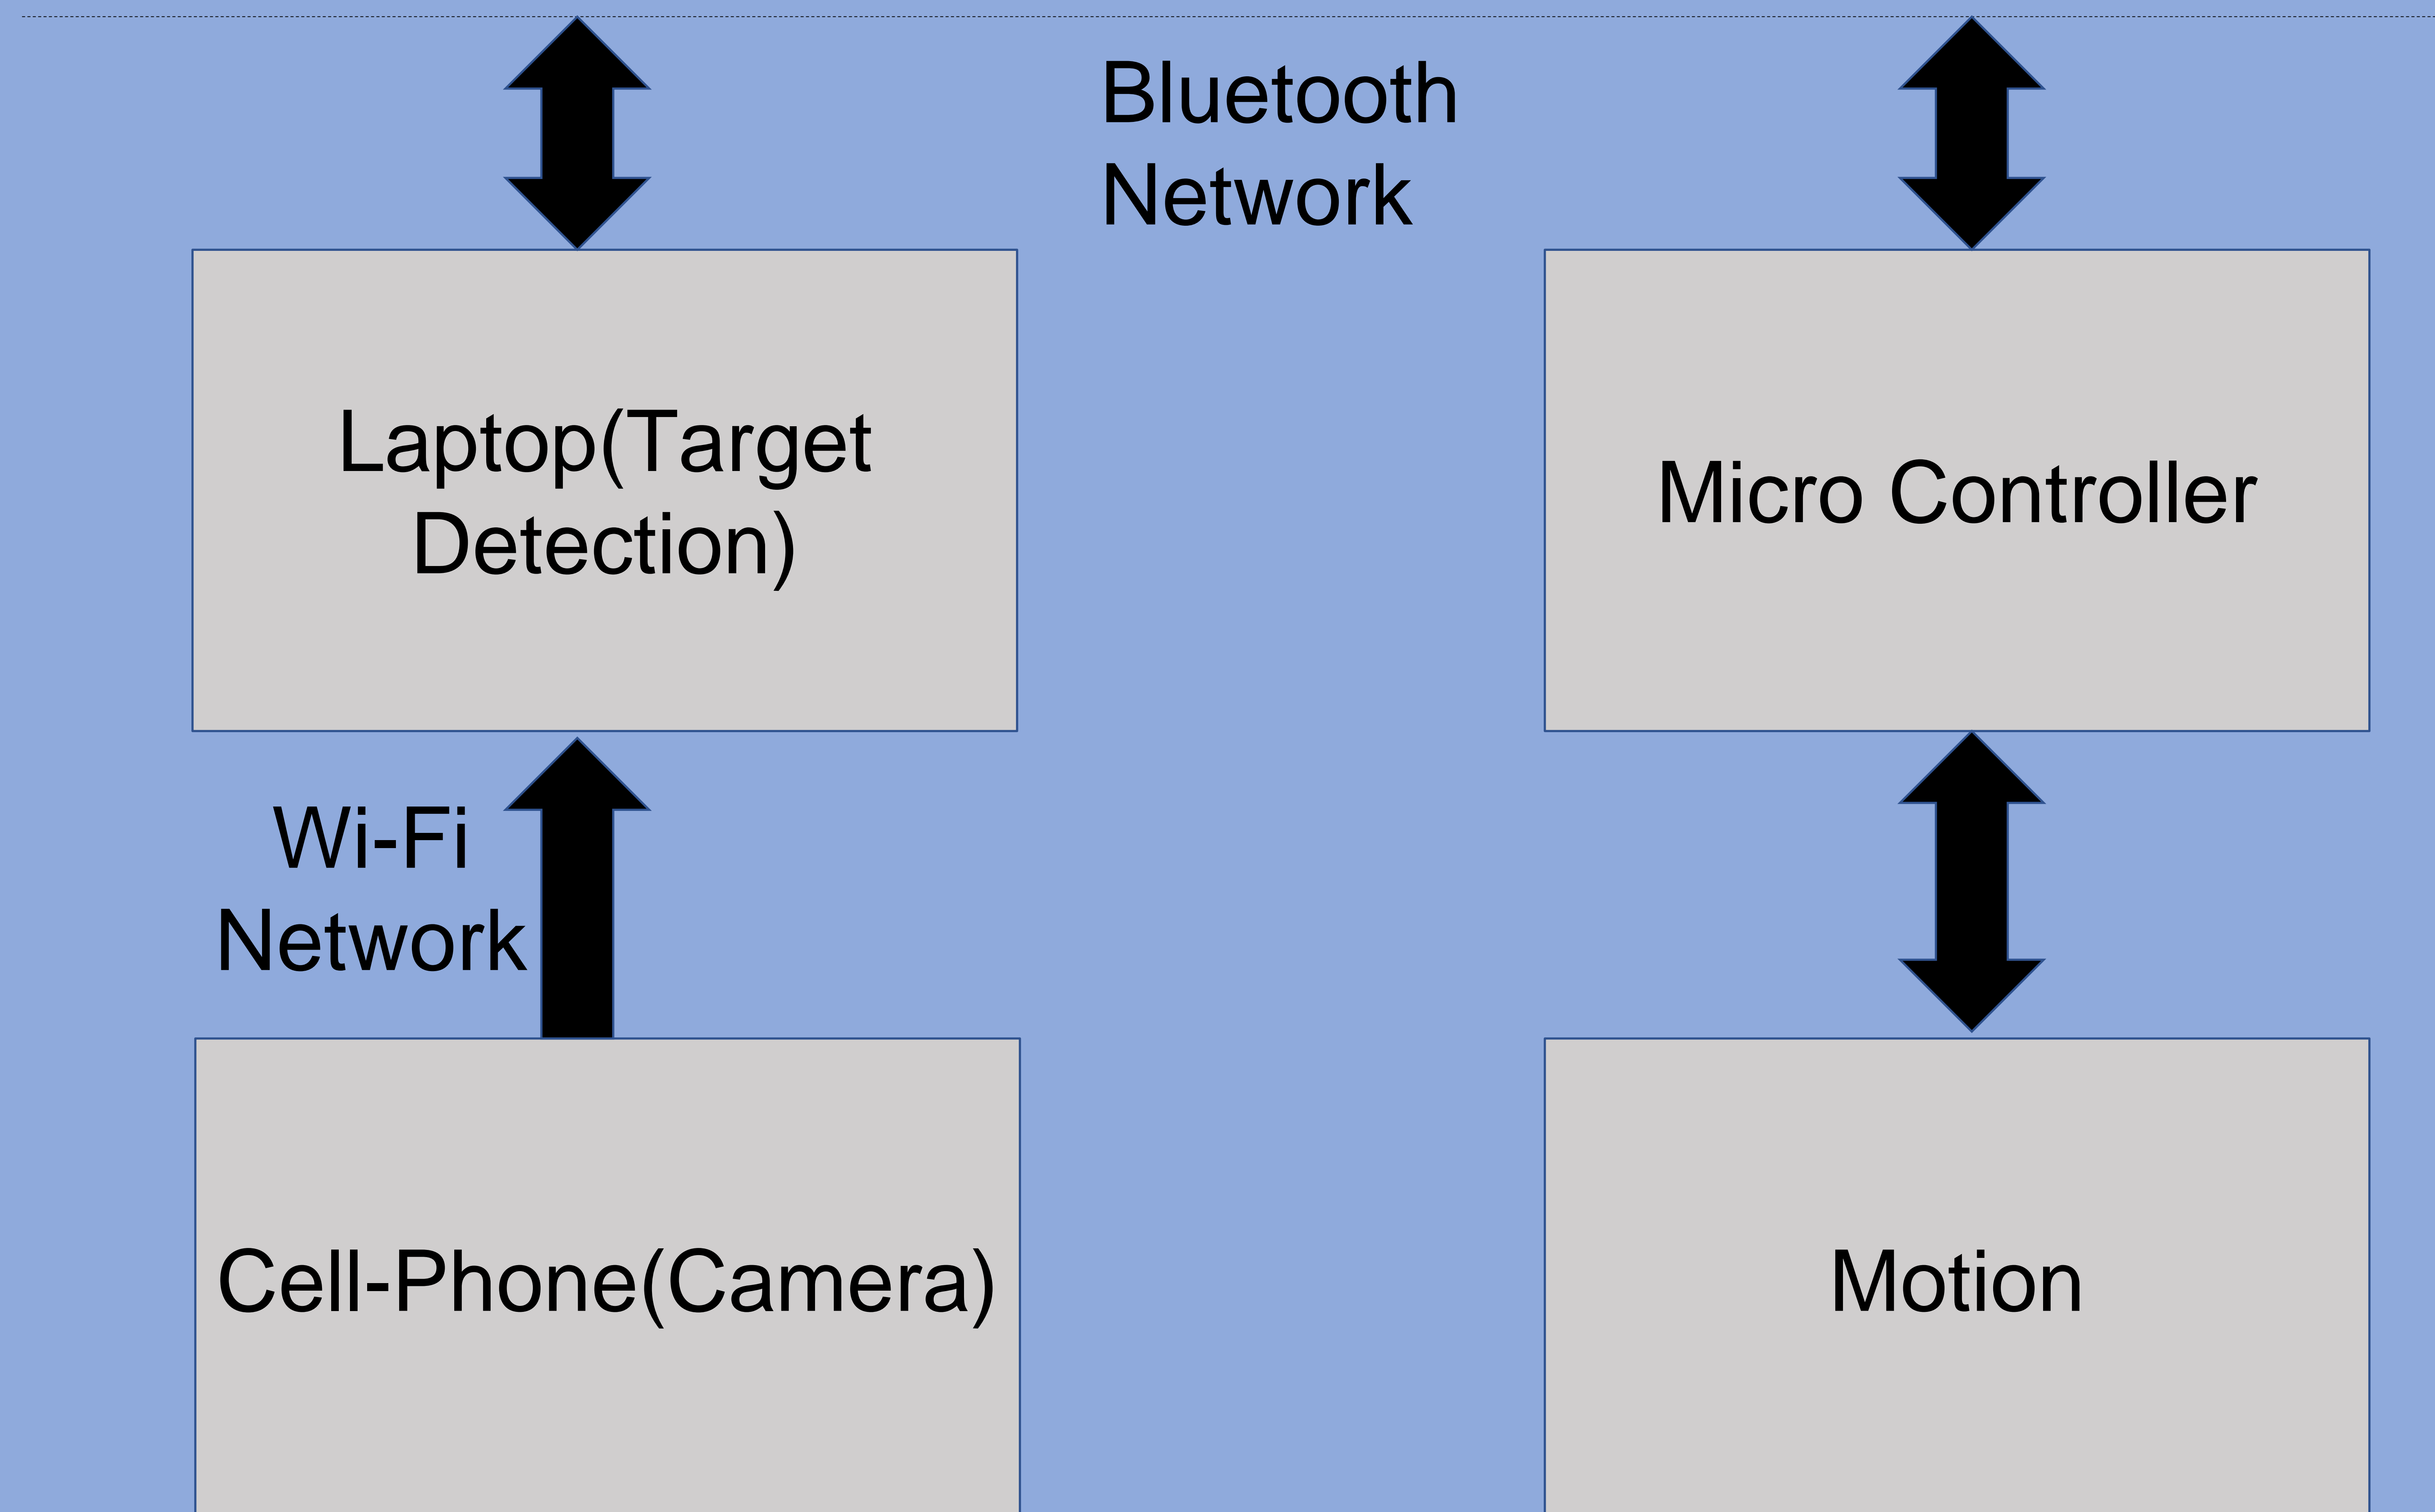 Bluetooth
Network
Laptop(Target
Detection)
Micro Controller
Wi-Fi
Network
Cell-Phone(Camera)
Motion